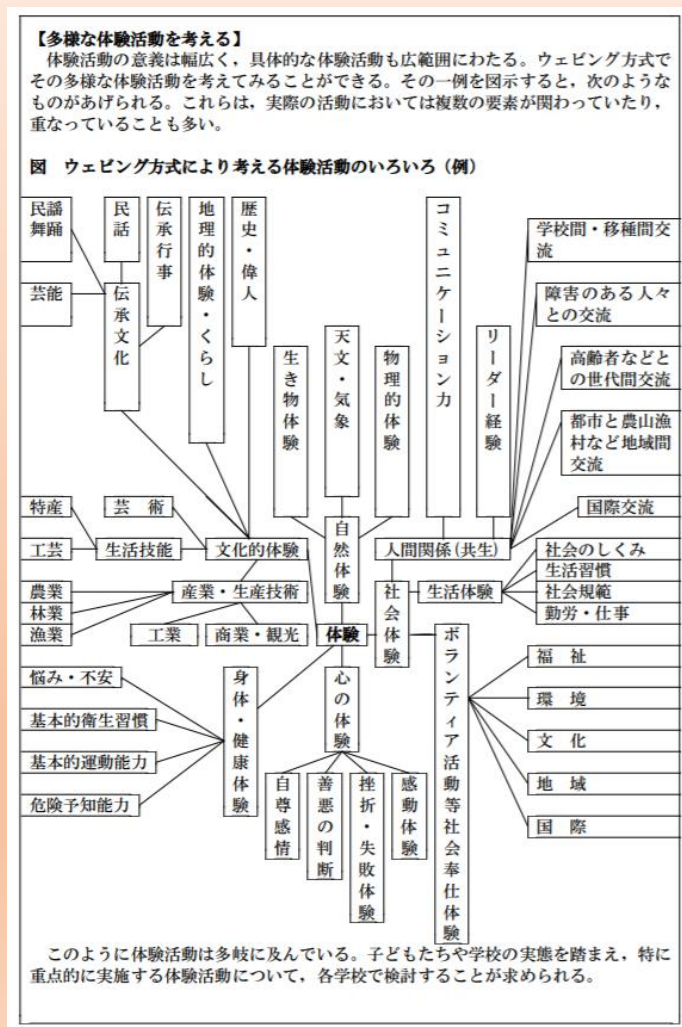 【多様な体験活動を考える】
体験活動の意義は幅広く，具体的な体験活動も広範囲にわたる。ウェビング方式で
その多様な体験活動を考えてみることができる。その一例を図示すると，次のような
ものがあげられる。これらは，実際の活動においては複数の要素が関わっていたり，
重なっていることも多い。
図　ウェビング方式により考える体験活動のいろいろ（例）
民謡
舞踊
民話
伝承行事
地理的体験・くらし
歴史・偉人
コミュニケーション力
学校間・移種間交
流
芸能
伝承文化
障害のある人々
との交流
生き物体験
天文・気象
物理的体験
リーダー経験
高齢者などと
の世代間交流
都市と農山漁
村など地域間
交流
特産
芸　術
国際交流
工芸
生活技能
文化的体験
自然体験
人間関係（共生）
社会のしくみ
生活習慣
農業
産業・生産技術
社会体験
生活体験
社会規範
林業
勤労・仕事
漁業
工業
商業・観光
体験
ボランティア活動等社会奉仕体験
福　祉
悩み・不安
身体・健康体験
心の体験
環　境
基本的衛生習慣
文　化
基本的運動能力
地　域
危険予知能力
自尊感情
善悪の判断
挫折・失敗体験
感動体験
国　際
このように体験活動は多岐に及んでいる。子どもたちや学校の実態を踏まえ，特に
重点的に実施する体験活動について，各学校で検討することが求められる。